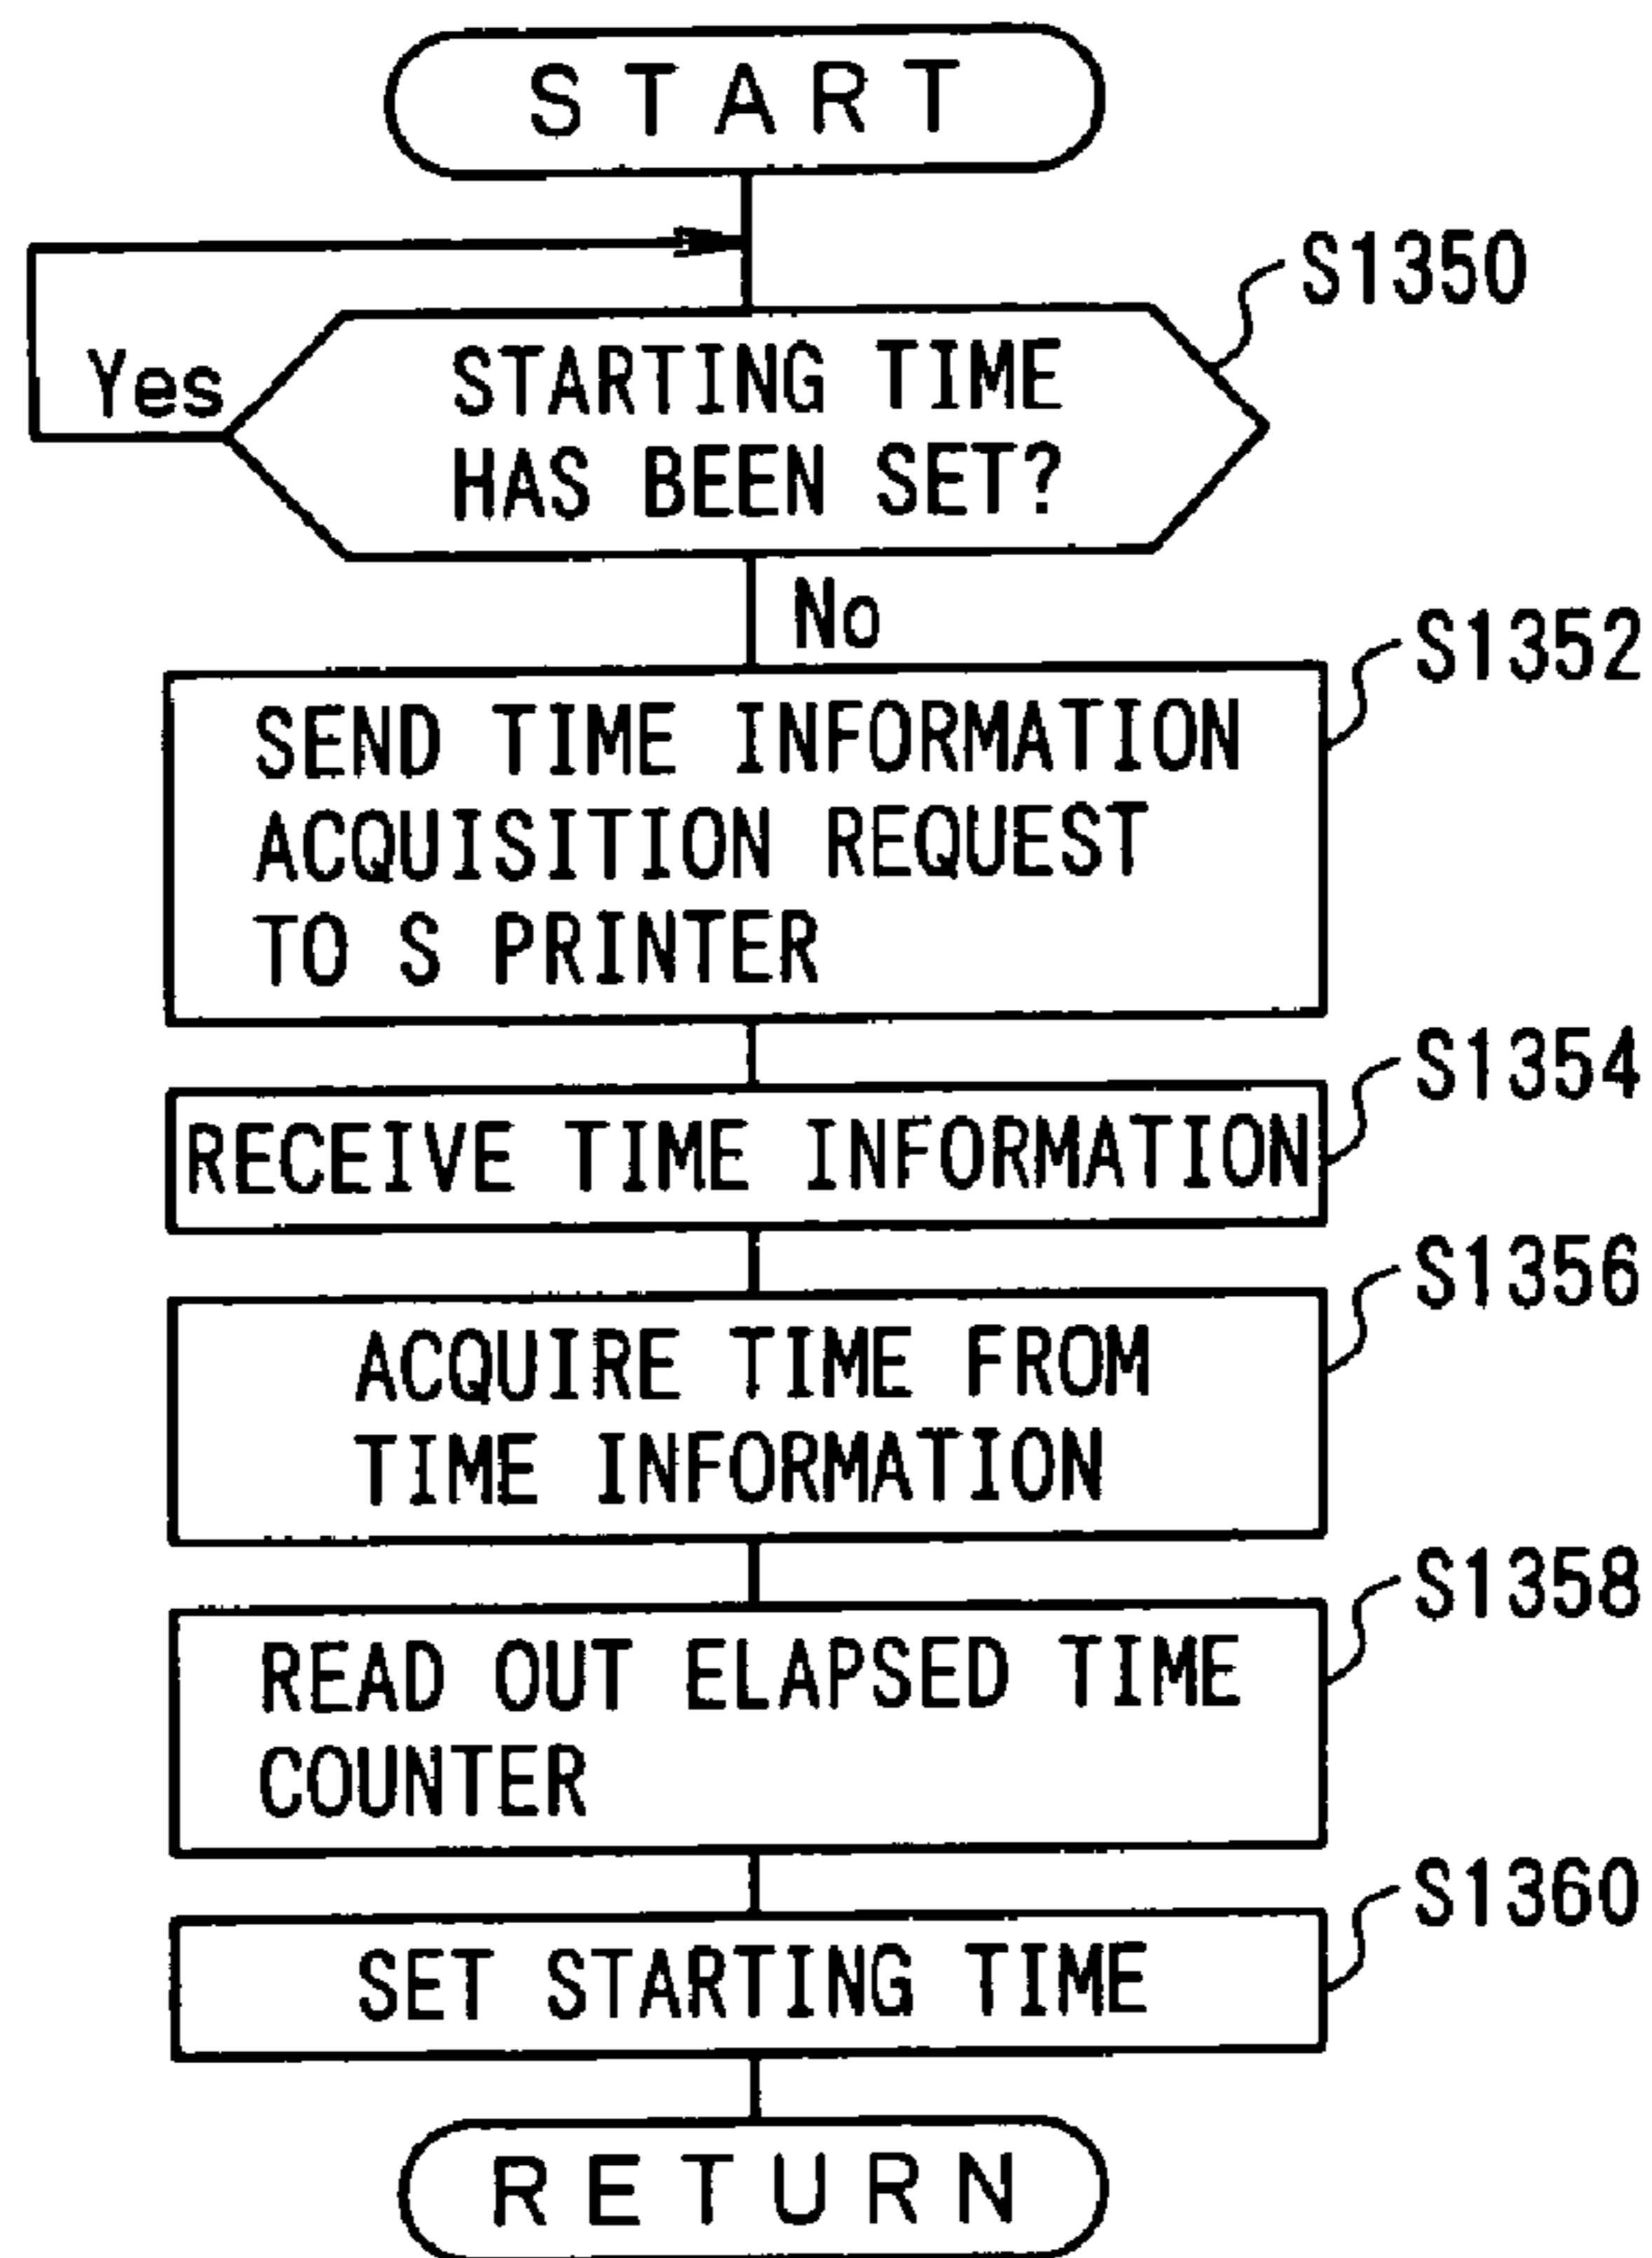 START
S1350
STARTING TIME
HAS BEEN SET?
Yes
No
S1352
SEND TIME INFORMATION
ACQUISITION REQUEST
TO S PRINTER
S1354
RECEIVE TIME INFORMATION
S1356
ACQUIRE TIME FROM
TIME INFORMATION
S1358
READ OUT ELAPSED TIME
COUNTER
S1360
SET STARTING TIME
RETURN